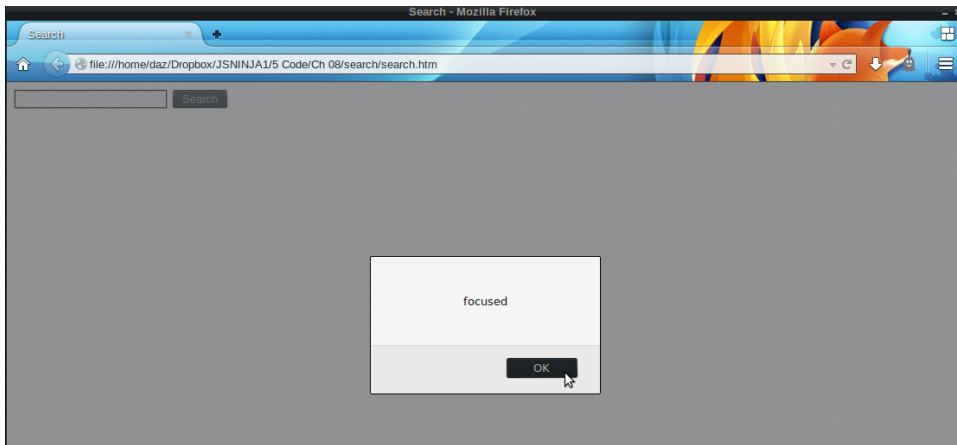 Search - Mozilla Firefox
Search
file:///home/daz/Dropbox/JSNINJA1/5 Code/Ch 08/search/search.htm
Search
focused
OK